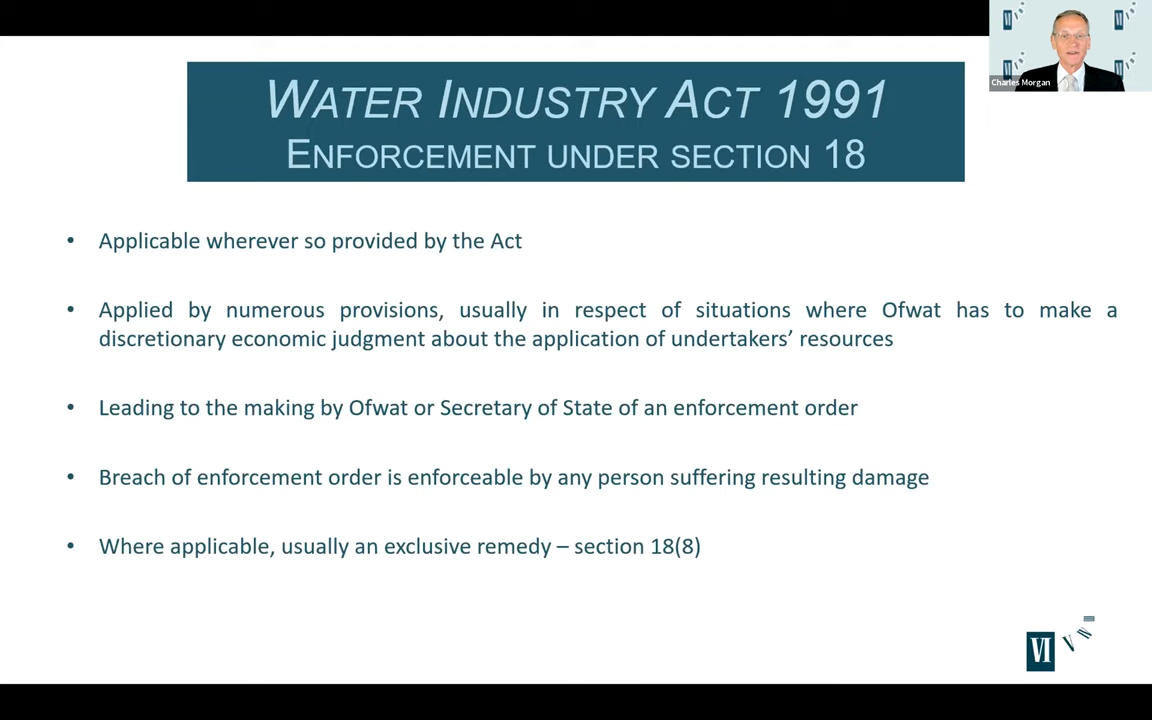 Charles Morgan
WATER INDUSTRY ACT 1991
ENFORCEMENT UNDER SECTION 18
• Applicable wherever so provided by the Act
• Applied by numerous provisions, usually in respect of situations where Ofwat has to make a
discretionary economic judgment about the application of undertakers’ resources
• Leading to the making by Ofwat or Secretary of State of an enforcement order
• Breach of enforcement order is enforceable by any person suffering resulting damage
• Where applicable, usually an exclusive remedy – section 18(8)
VI